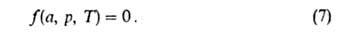 f(a, p, T) = 0. (7)